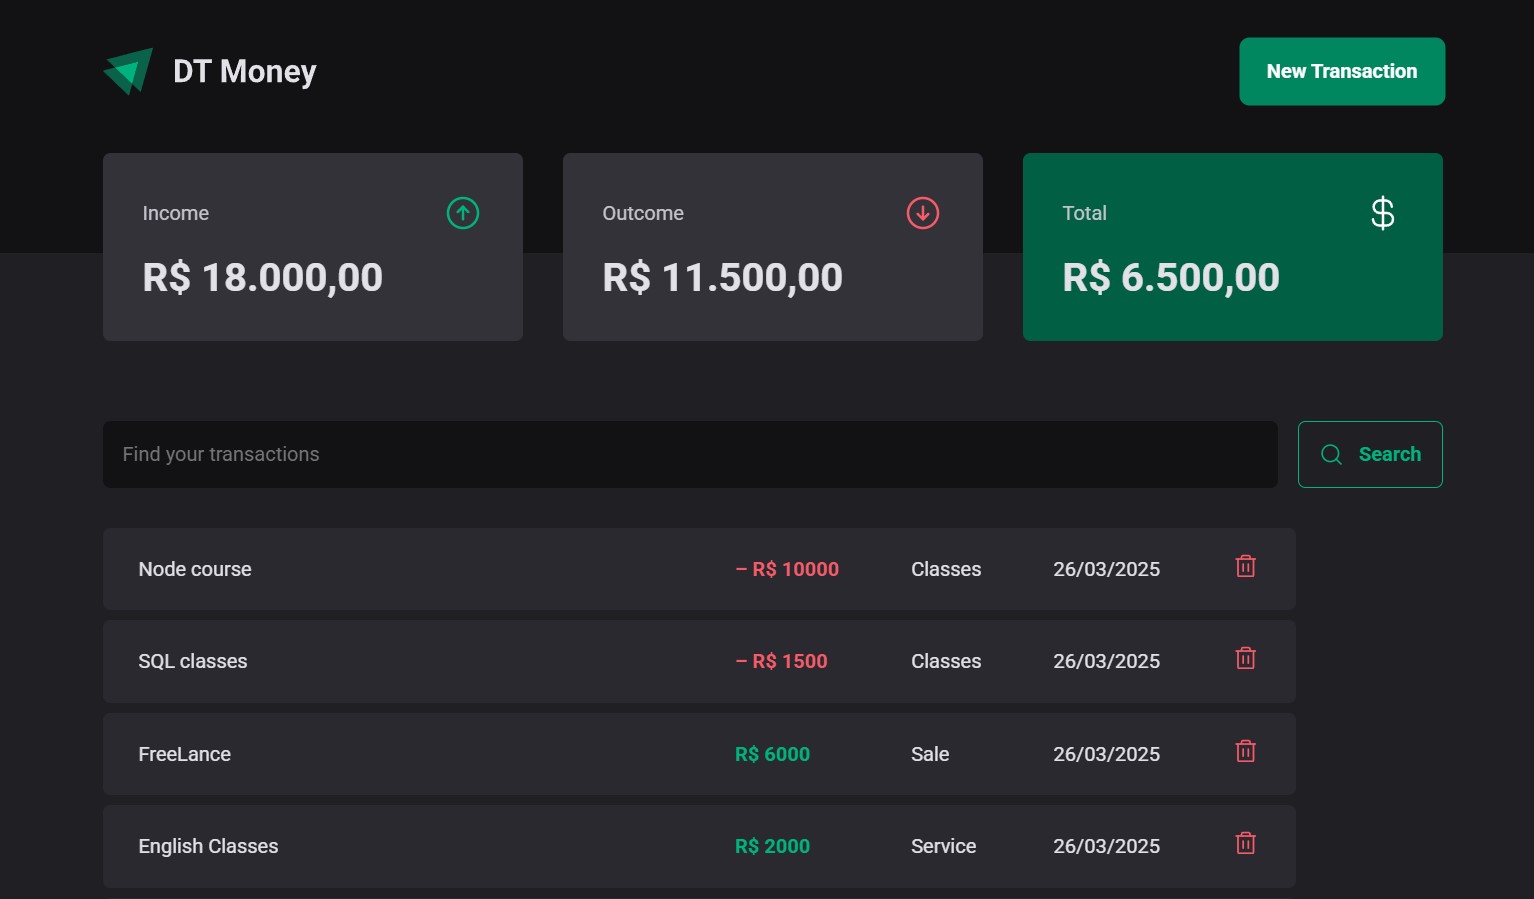 DT Money
New Transaction
Income
R$ 18.000,00
Outcome
R$ 11.500,00
Total
$
R$ 6.500,00
Find your transactions
Search
Node course – R$ 10000 Classes 26/03/2025
SQL classes – R$ 1500 Classes 26/03/2025
FreeLance R$ 6000 Sale 26/03/2025
English Classes R$ 2000 Service 26/03/2025